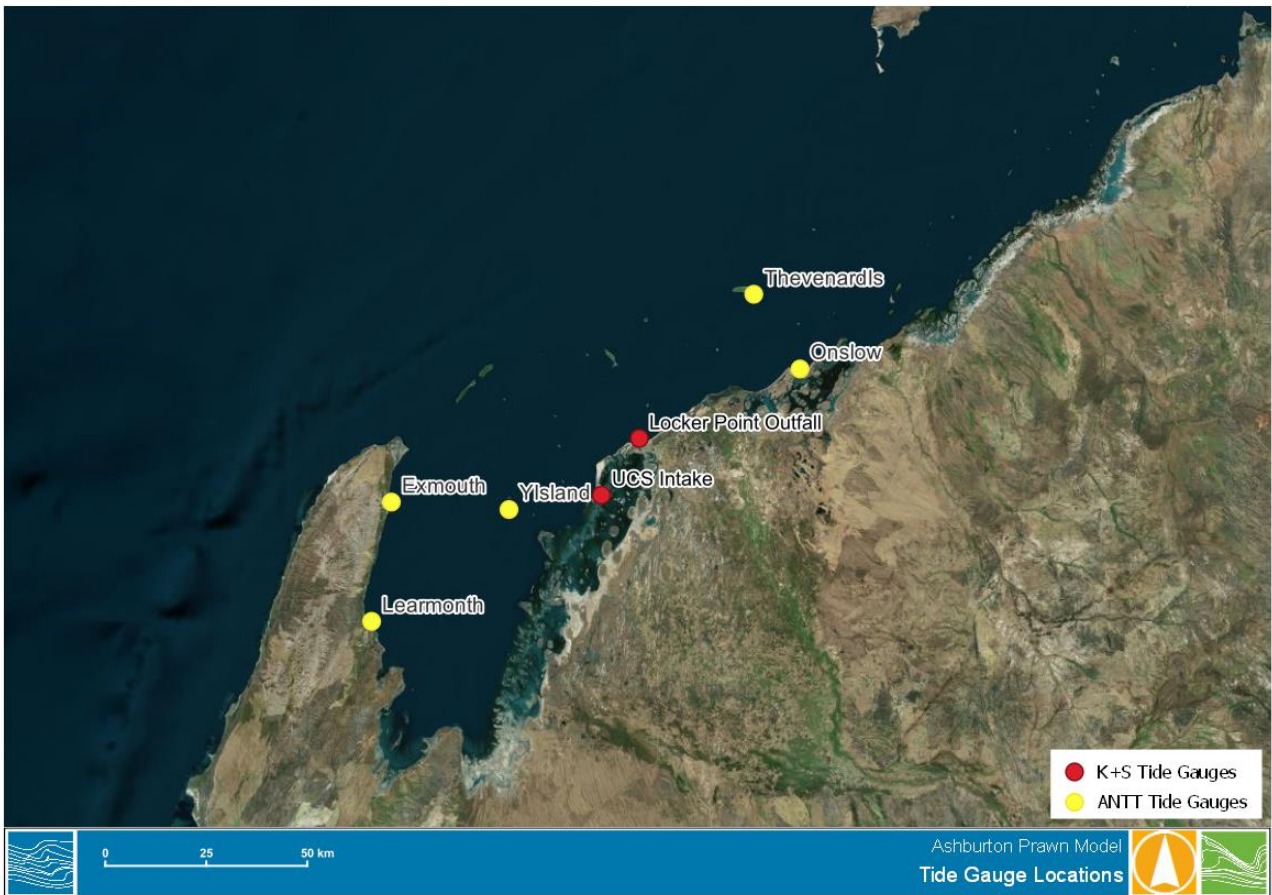 ThevenardIs
Onslow
Locker Point Outfall
UCS Intake
YIsland
Exmouth
Learmonth
K+S Tide Gauges
ANTT Tide Gauges
0 25 50 km
Ashburton Prawn Model
Tide Gauge Locations